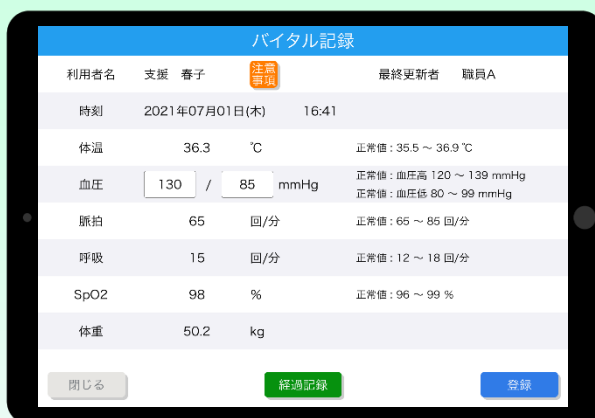 バイタル記録
利用者名 支援 春子 注意事項 最終更新者 職員A
時刻 2021年07月01日(木) 16:41
体温 36.3 ℃ 正常値 : 35.5 ～ 36.9 ℃
血圧 130 / 85 mmHg 正常値 : 血圧高 120 ～ 139 mmHg
正常値 : 血圧低 80 ～ 99 mmHg
脈拍 65 回/分 正常値 : 65 ～ 85 回/分
呼吸 15 回/分 正常値 : 12 ～ 18 回/分
SpO2 98 % 正常値 : 96 ～ 99 %
体重 50.2 kg
閉じる 経過記録 登録